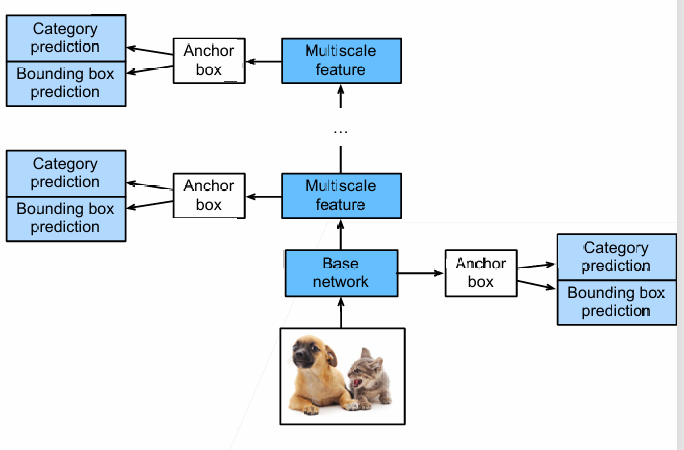 Category
prediction
Bounding box
prediction
Anchor
box
Multiscale
feature
...
Category
prediction
Bounding box
prediction
Anchor
box
Multiscale
feature
Base
network
Anchor
box
Category
prediction
Bounding box
prediction